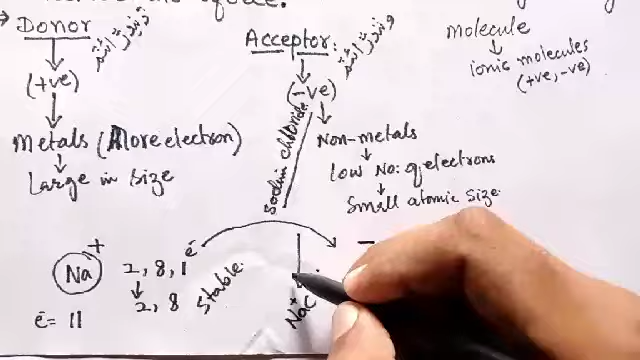 Donor
(+ve)
Metals (More electron)
Large in size
Acceptor:
(-ve)
Non-metals
Low No: of electrons
Small atomic size
Molecule
ionic molecules
(+ve, -ve)
Sodium chloride
Na +
2, 8, 1 é
2, 8
Stable.
é = 11
Na+C
-